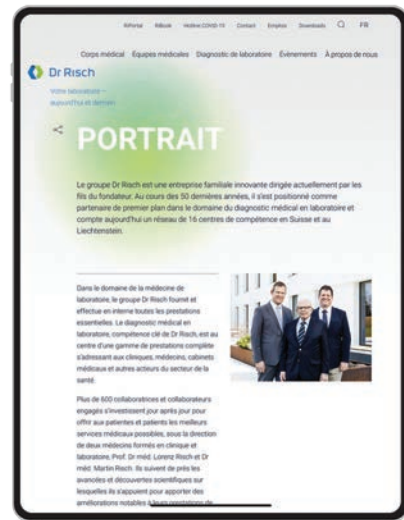 RiPortal RiBook Hotline COVID-19 Contact Emplois Downloads FR
Corps médical Equipes médicales Diagnostic de laboratoire Évènements À propos de nous
Dr Risch
Votre laboratoire –
aujourd'hui et demain
PORTRAIT
Le groupe Dr Risch est une entreprise familiale innovante dirigée actuellement par les
fils du fondateur. Au cours des 50 dernières années, il s'est positionné comme
partenaire de premier plan dans le domaine du diagnostic médical en laboratoire et
compte aujourd'hui un réseau de 16 centres de compétence en Suisse et au
Liechtenstein.
Dans le domaine de la médecine de
laboratoire, le groupe Dr Risch fournit et
effectue en interne toutes les prestations
essentielles. Le diagnostic médical en
laboratoire, compétence clé de Dr Risch, est au
centre d'une gamme de prestations complète
s'adressant aux cliniques, médecins, cabinets
médicaux et autres acteurs du secteur de la
santé.
Plus de 600 collaboratrices et collaborateurs
engagés s'investissent jour après jour pour
offrir aux patientes et patients les meilleurs
services médicaux possibles, sous la direction
de deux médecins formés en clinique et
laboratoire, Prof. Dr méd. Lorenz Risch et Dr
méd. Martin Risch. Ils suivent de près les
avancées et découvertes scientifiques sur
lesquelles ils s'appuient pour apporter des
améliorations notables à leurs prestations de